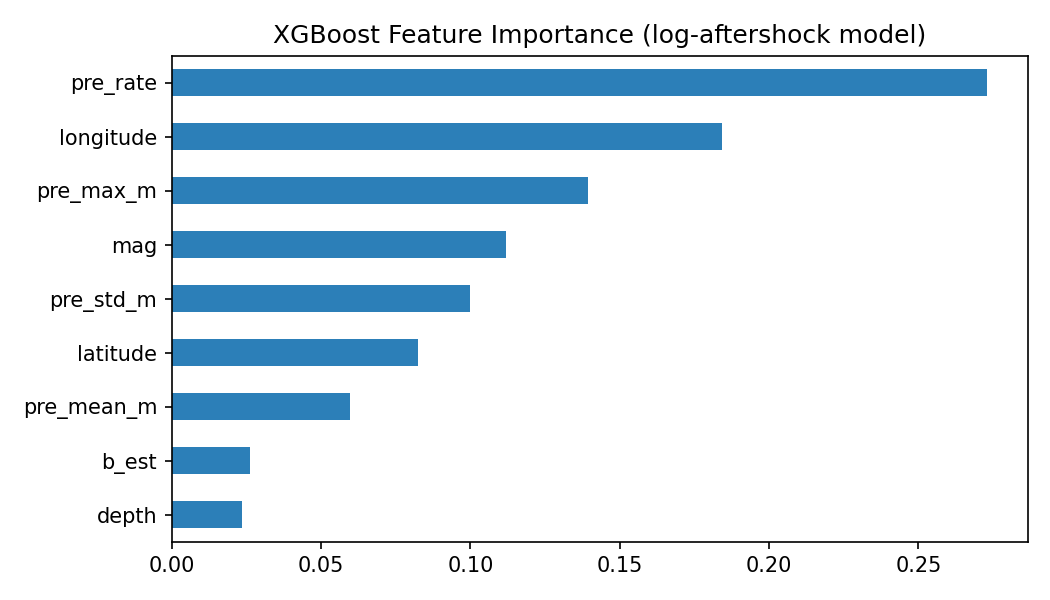 XGBoost Feature Importance (log-aftershock model)
pre_rate
longitude
pre_max_m
mag
pre_std_m
latitude
pre_mean_m
b_est
depth
0.00 0.05 0.10 0.15 0.20 0.25